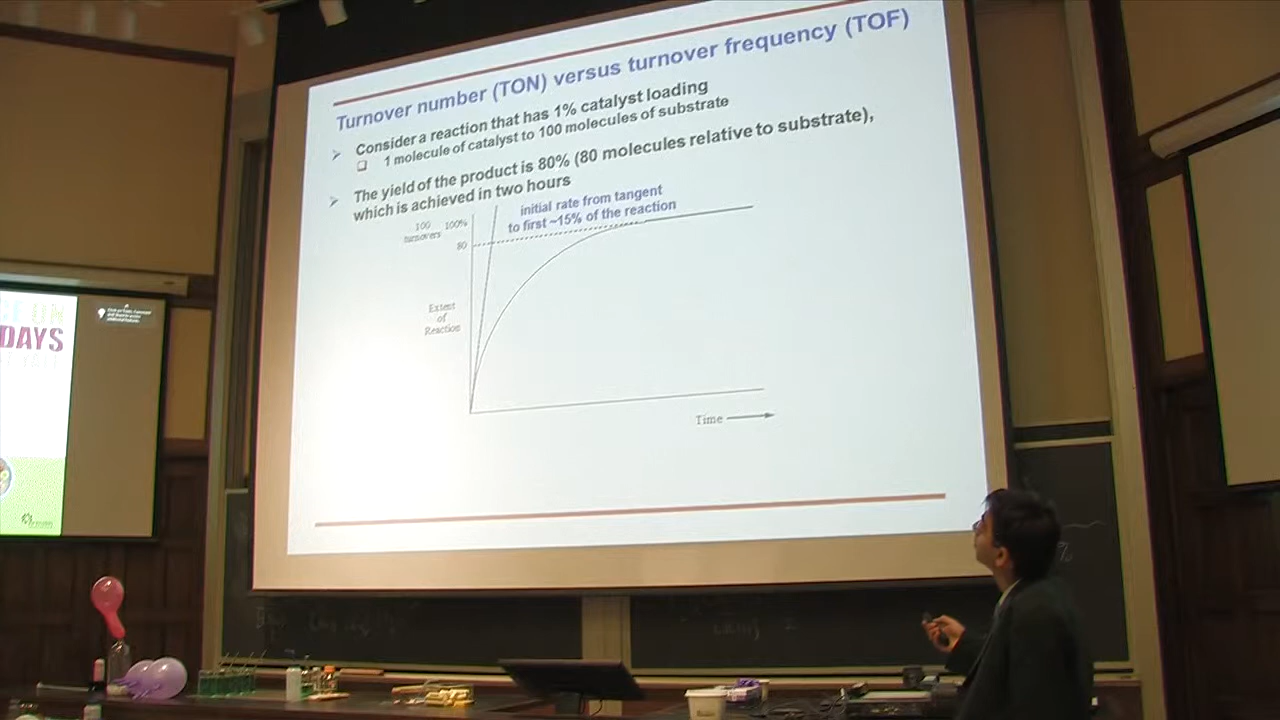 Turnover number (TON) versus turnover frequency (TOF)
Consider a reaction that has 1% catalyst loading
1 molecule of catalyst to 100 molecules of substrate
The yield of the product is 80% (80 molecules relative to substrate),
which is achieved in two hours
initial rate from tangent
to first ~15% of the reaction
100 100%
turnovers
80
Extent
of
Reaction
Time
DAYS